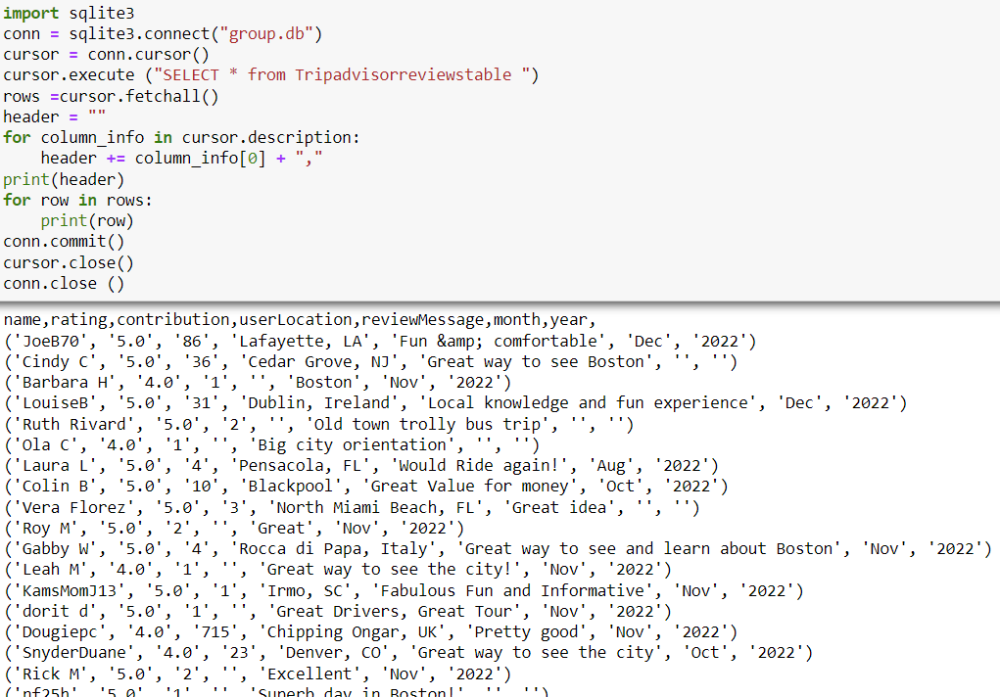 import sqlite3
conn = sqlite3.connect("group.db")
cursor = conn.cursor()
cursor.execute ("SELECT * from Tripadvisorreviewstable ")
rows =cursor.fetchall()
header = ""
for column_info in cursor.description:
    header += column_info[0] + ","
print(header)
for row in rows:
    print(row)
conn.commit()
cursor.close()
conn.close ()
name,rating,contribution,userLocation,reviewMessage,month,year,
('JoeB70', '5.0', '86', 'Lafayette, LA', 'Fun &amp; comfortable', 'Dec', '2022')
('Cindy C', '5.0', '36', 'Cedar Grove, NJ', 'Great way to see Boston', '', '')
('Barbara H', '4.0', '1', '', 'Boston', 'Nov', '2022')
('LouiseB', '5.0', '31', 'Dublin, Ireland', 'Local knowledge and fun experience', 'Dec', '2022')
('Ruth Rivard', '5.0', '2', '', 'Old town trolly bus trip', '', '')
('Ola C', '4.0', '1', '', 'Big city orientation', '', '')
('Laura L', '5.0', '4', 'Pensacola, FL', 'Would Ride again!', 'Aug', '2022')
('Colin B', '5.0', '10', 'Blackpool', 'Great Value for money', 'Oct', '2022')
('Vera Florez', '5.0', '3', 'North Miami Beach, FL', 'Great idea', '', '')
('Roy M', '5.0', '2', '', 'Great', 'Nov', '2022')
('Gabby W', '5.0', '4', 'Rocca di Papa, Italy', 'Great way to see and learn about Boston', 'Nov', '2022')
('Leah M', '4.0', '1', '', 'Great way to see the city!', 'Nov', '2022')
('KamsMomJ13', '5.0', '1', 'Irmo, SC', 'Fabulous Fun and Informative', 'Nov', '2022')
('dorit d', '5.0', '1', '', 'Great Drivers, Great Tour', 'Nov', '2022')
('Dougiepc', '4.0', '715', 'Chipping Ongar, UK', 'Pretty good', 'Nov', '2022')
('SnyderDuane', '4.0', '23', 'Denver, CO', 'Great way to see the city', 'Oct', '2022')
('Rick M', '5.0', '2', '', 'Excellent', 'Nov', '2022')
('nf25h', '5.0', '1', '', 'Superb day in Boston!', '', '')